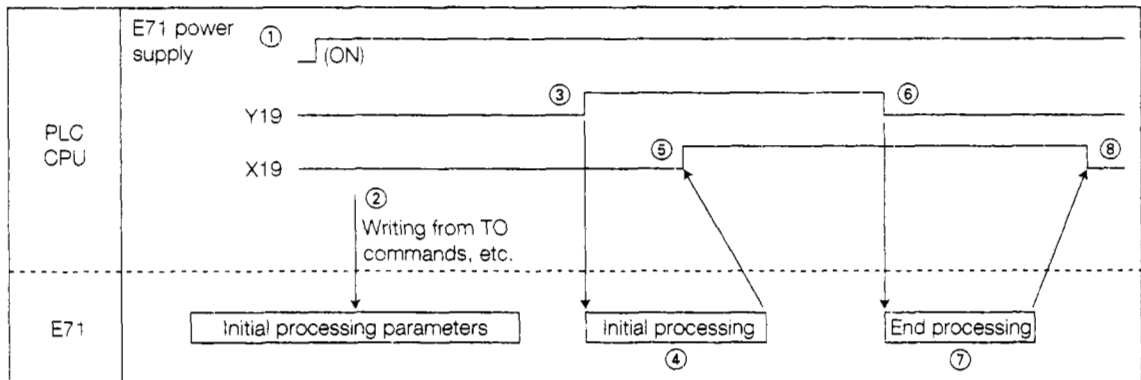 E71 power
supply
①
(ON)
③
⑥
Y19
PLC
CPU
⑤
⑧
X19
②
Writing from TO
commands, etc.
E71
Initial processing parameters
Initial processing
End processing
④
⑦